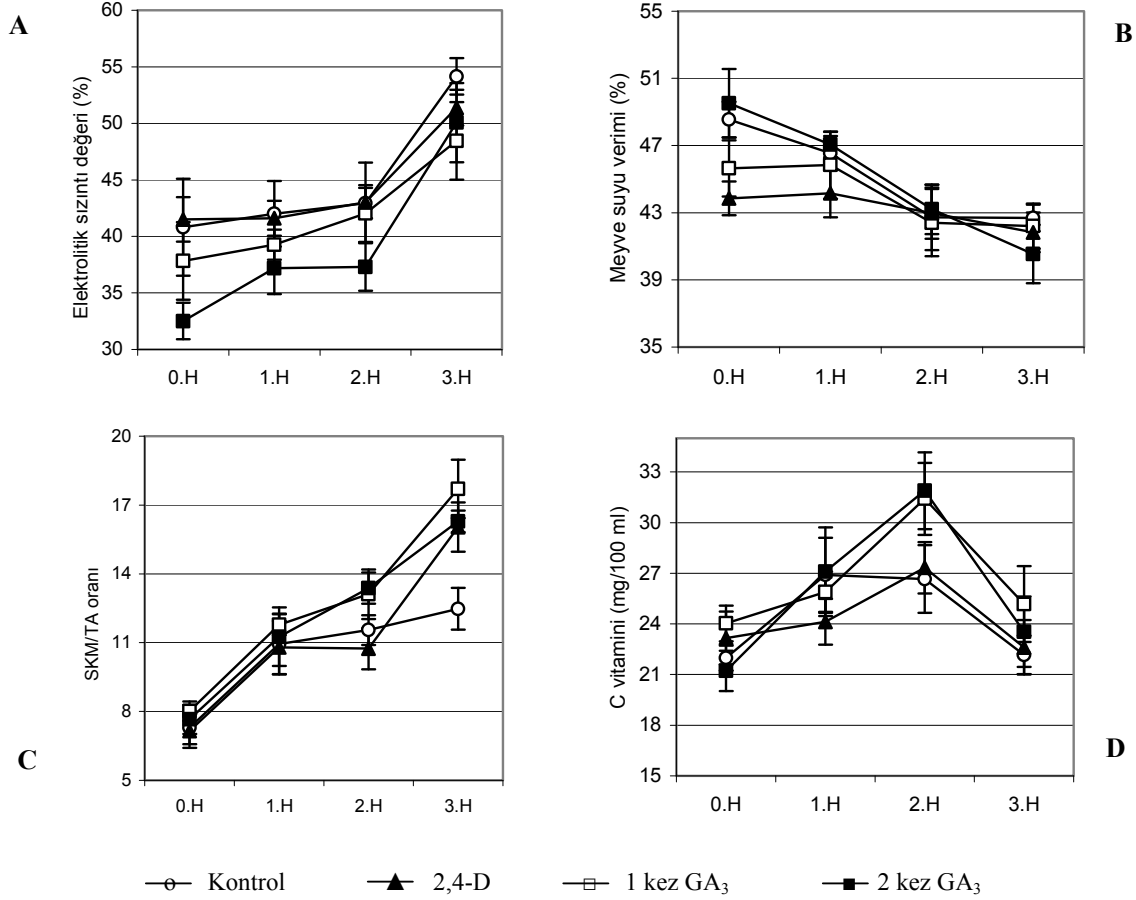 A
Elektrolitik sızıntı değeri (%)
60
55
50
45
40
35
30
0.H 1.H 2.H 3.H
B
Meyve suyu verimi (%)
55
51
47
43
39
35
0.H 1.H 2.H 3.H
C
SKM/TA oranı
20
17
14
11
8
5
0.H 1.H 2.H 3.H
D
C vitamini (mg/100 ml)
33
30
27
24
21
18
15
0.H 1.H 2.H 3.H
Kontrol 2,4-D 1 kez GA₃ 2 kez GA₃